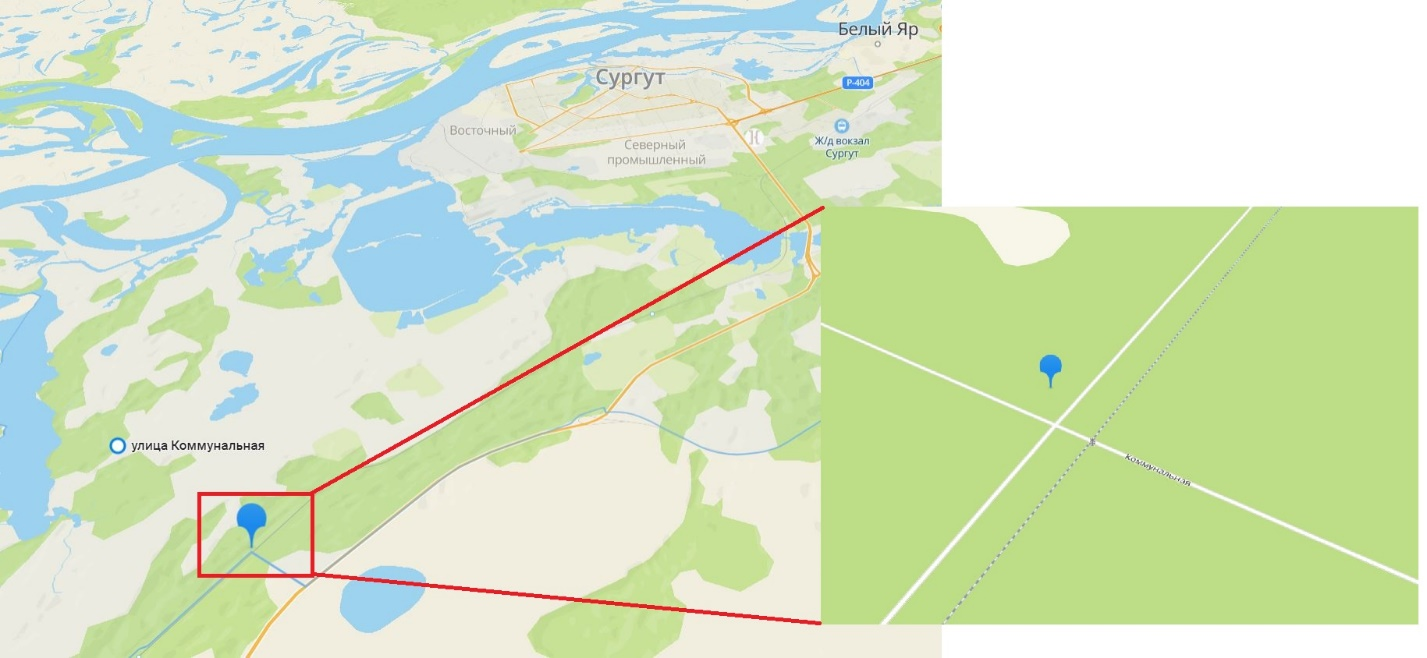 Белый Яр
Сургут
Р-404
Восточный
Ж/д вокзал
Сургут
Северный
промышленный
улица Коммунальная
Коммунальная